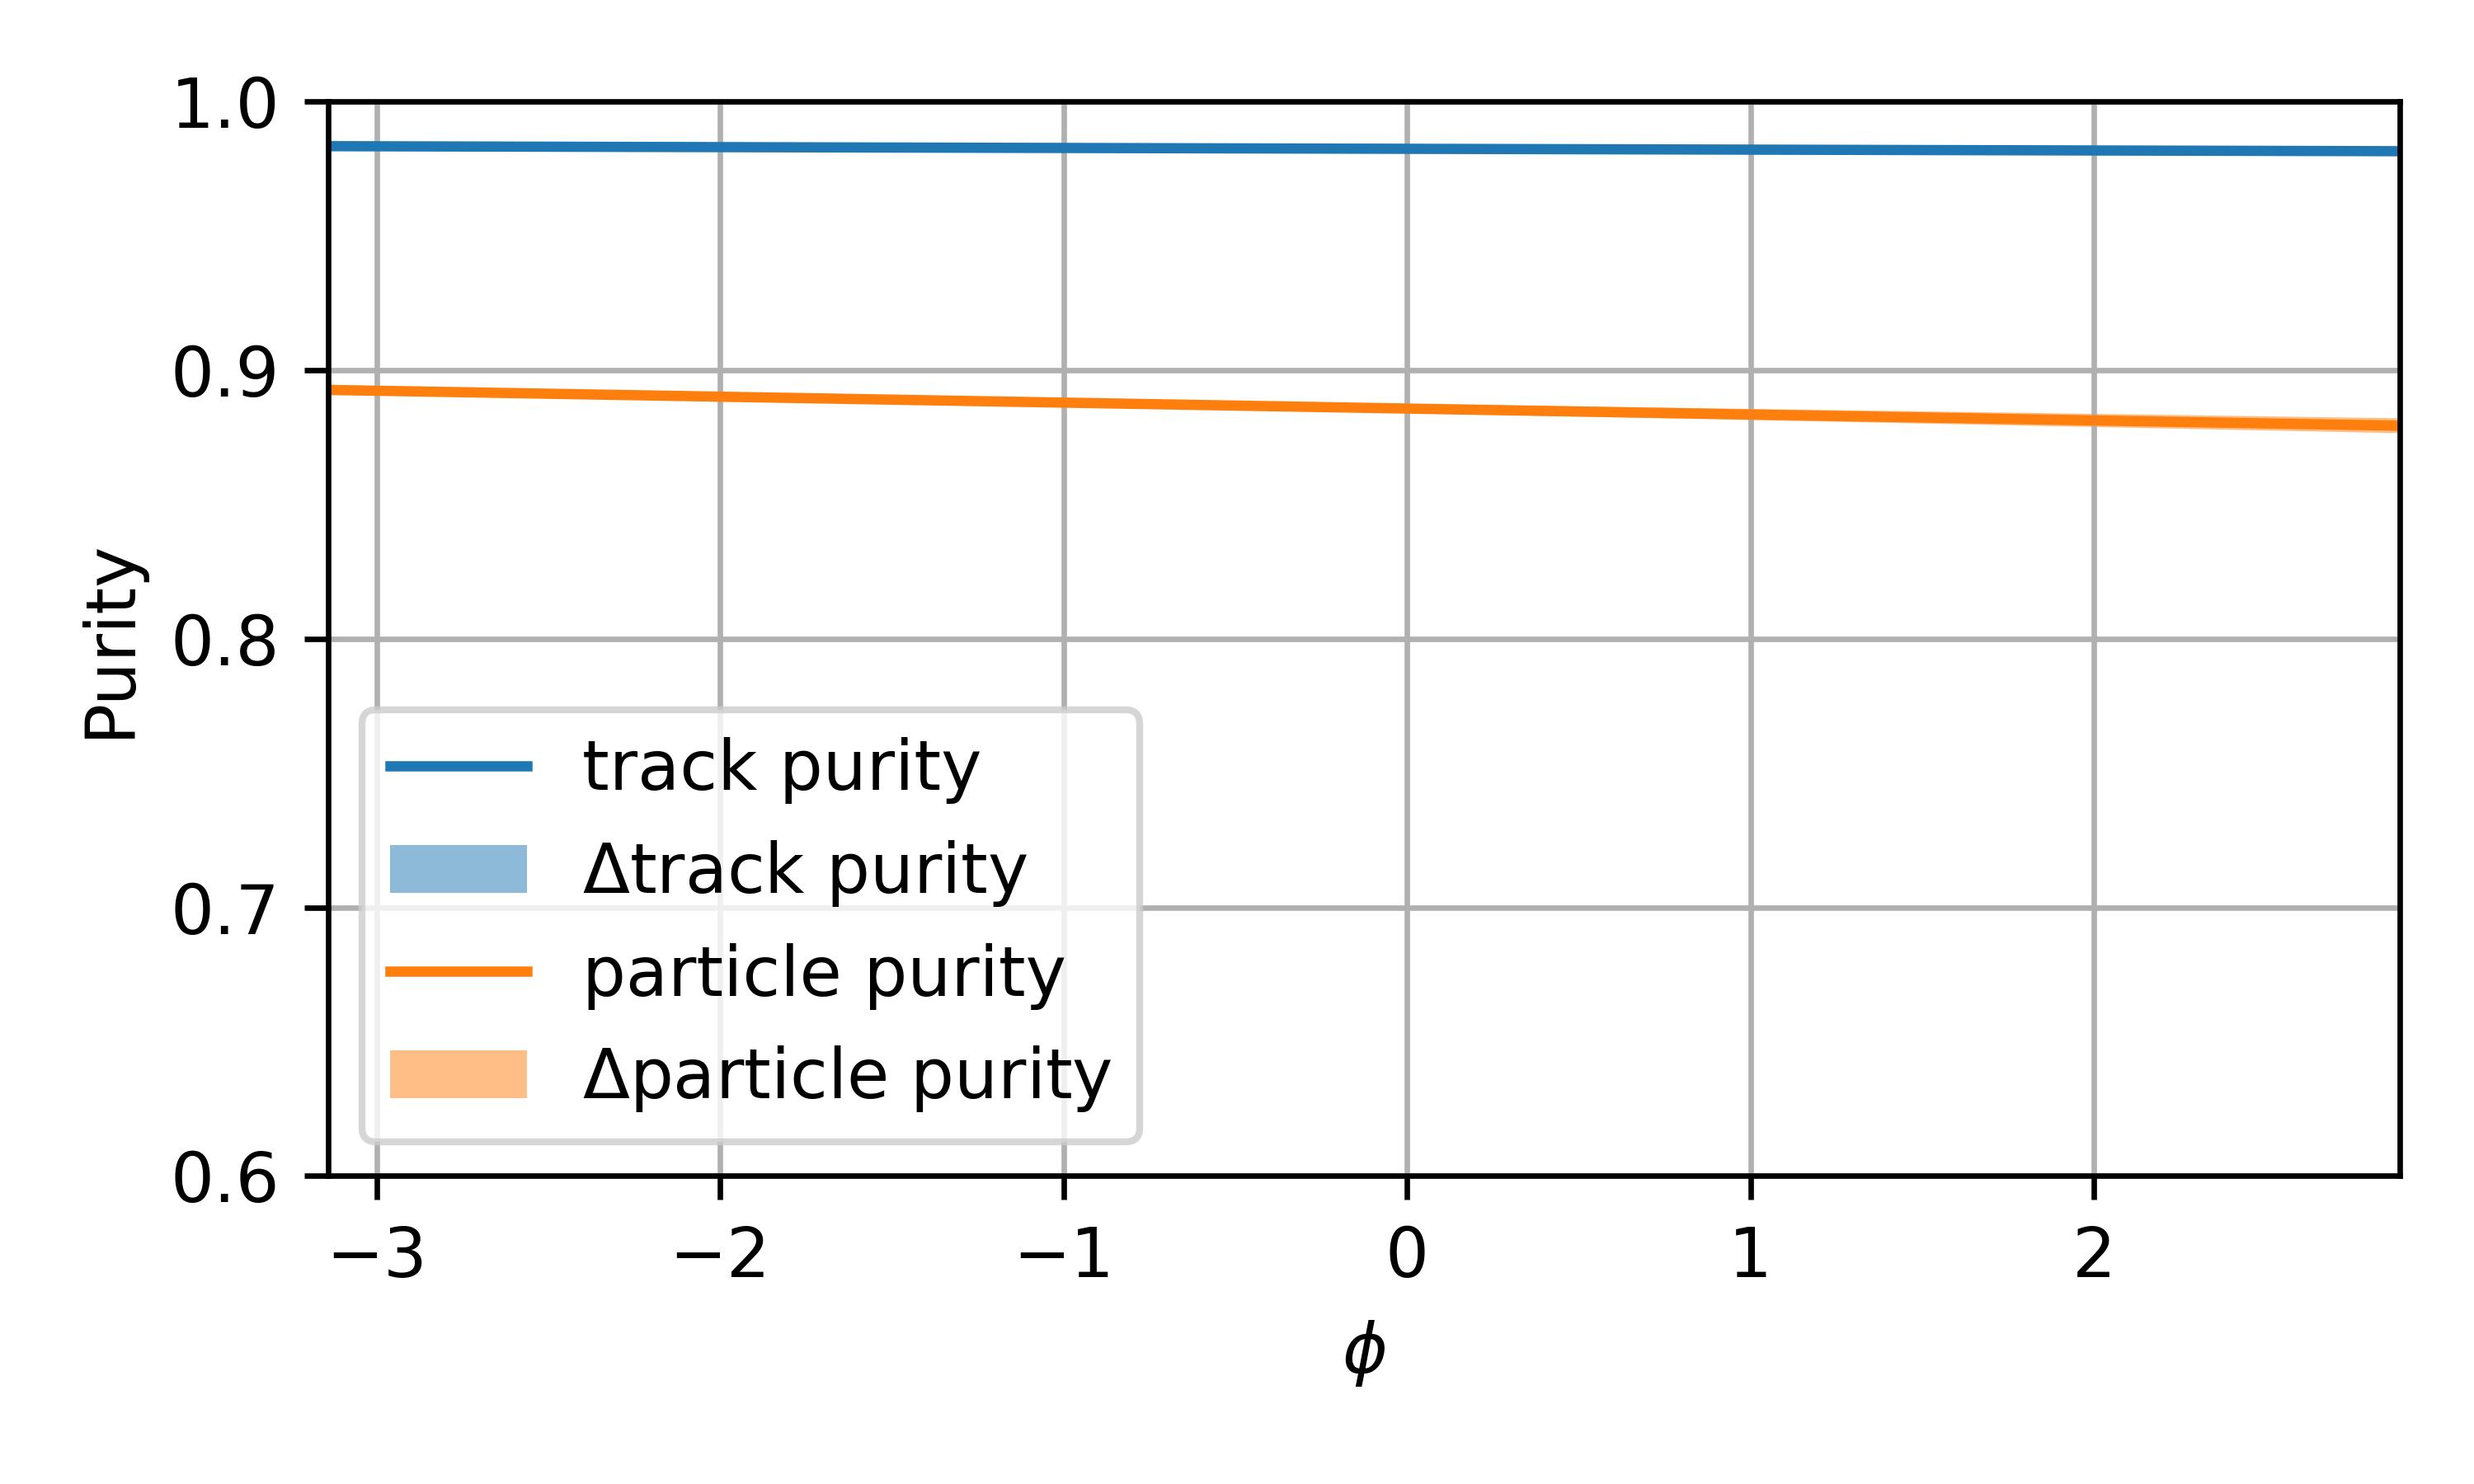 1.0
0.9
0.8
0.7
0.6
Purity
track purity
Δtrack purity
particle purity
Δparticle purity
−3 −2 −1 0 1 2
ϕ